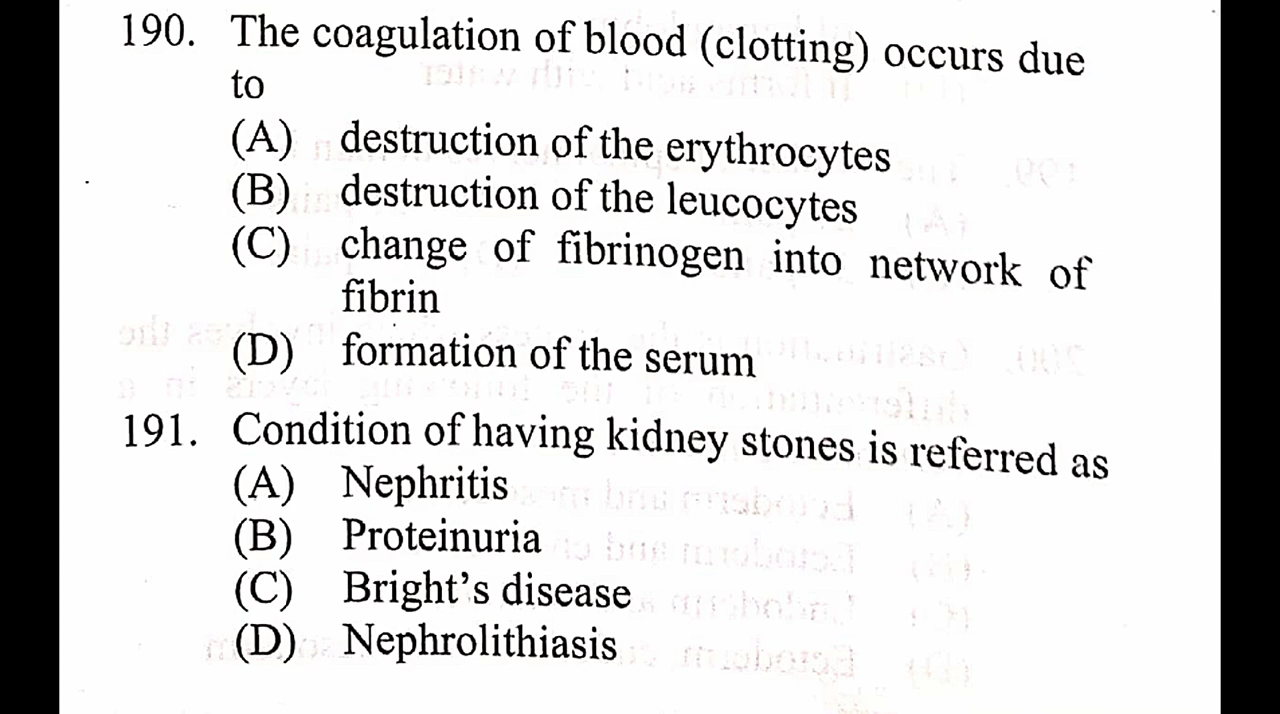 190. The coagulation of blood (clotting) occurs due
to
(A) destruction of the erythrocytes
(B) destruction of the leucocytes
(C) change of fibrinogen into network of
fibrin
(D) formation of the serum
191. Condition of having kidney stones is referred as
(A) Nephritis
(B) Proteinuria
(C) Bright's disease
(D) Nephrolithiasis